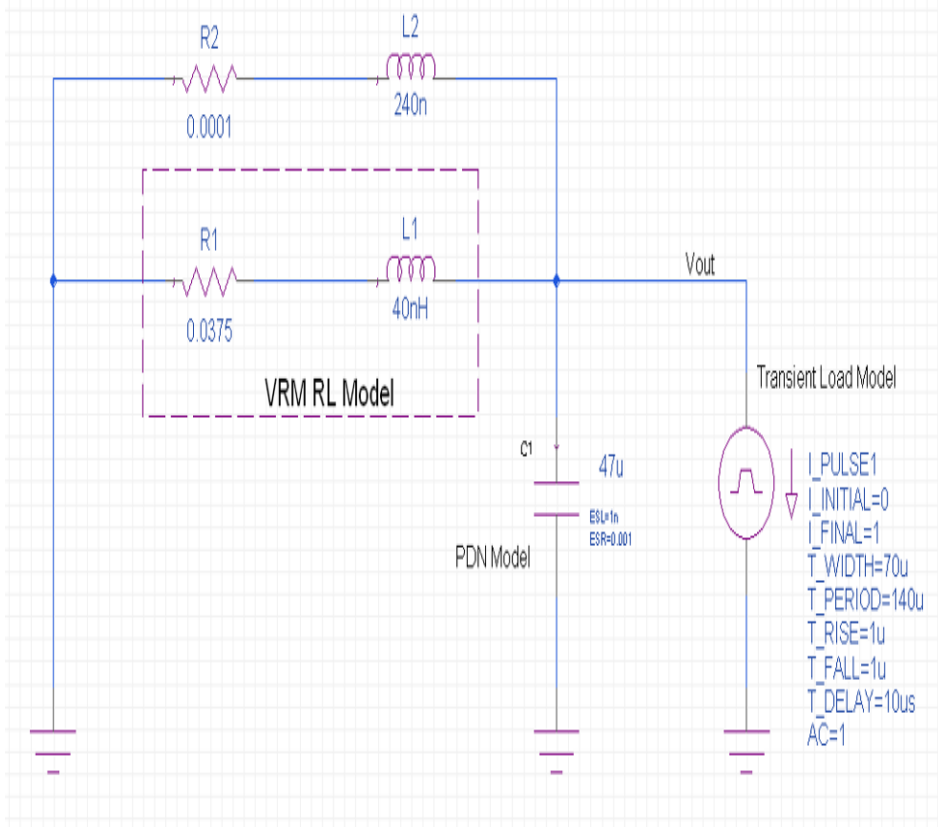 R2
L2
0.0001
240n
R1
L1
0.0375
40nH
VRM RL Model
Vout
Transient Load Model
C1
47u
ESL=1n
ESR=0.001
PDN Model
I_PULSE1
I_INITIAL=0
I_FINAL=1
T_WIDTH=70u
T_PERIOD=140u
T_RISE=1u
T_FALL=1u
T_DELAY=10us
AC=1